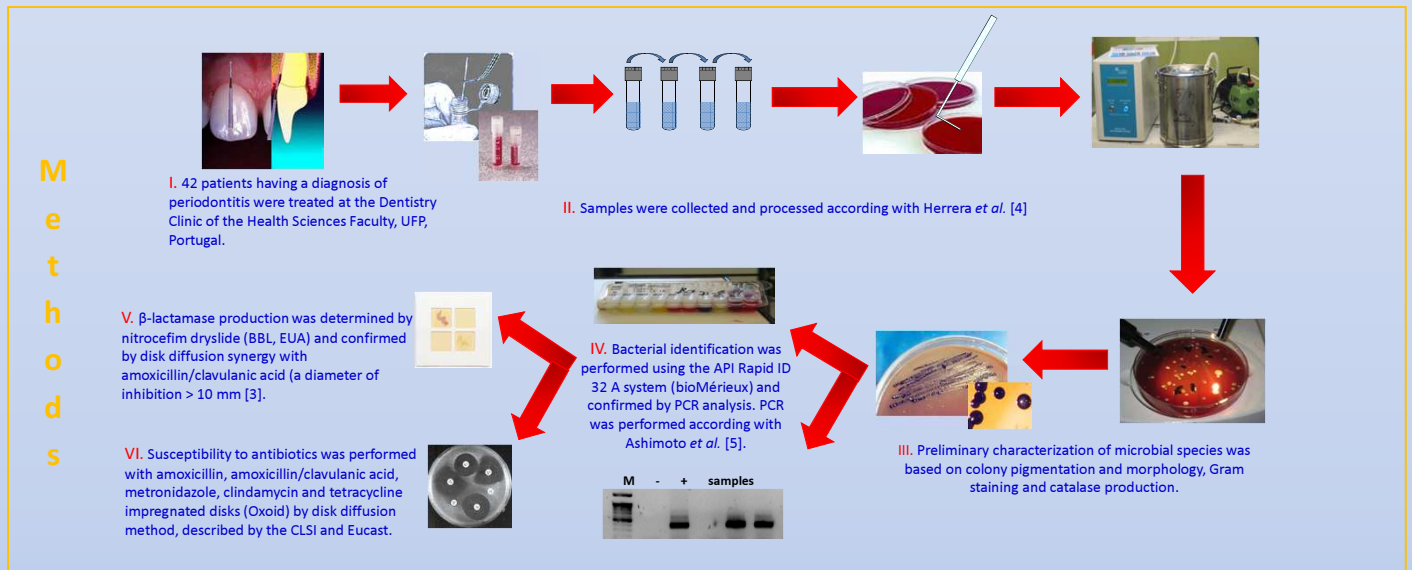 Methods
I. 42 patients having a diagnosis of
periodontitis were treated at the Dentistry
Clinic of the Health Sciences Faculty, UFP,
Portugal.
II. Samples were collected and processed according with Herrera et al. [4]
III. Preliminary characterization of microbial species was
based on colony pigmentation and morphology, Gram
staining and catalase production.
IV. Bacterial identification was
performed using the API Rapid ID
32 A system (bioMérieux) and
confirmed by PCR analysis. PCR
was performed according with
Ashimoto et al. [5].
M - + samples
V. β-lactamase production was determined by
nitrocefim dryslide (BBL, EUA) and confirmed
by disk diffusion synergy with
amoxicillin/clavulanic acid (a diameter of
inhibition > 10 mm [3].
VI. Susceptibility to antibiotics was performed
with amoxicillin, amoxicillin/clavulanic acid,
metronidazole, clindamycin and tetracycline
impregnated disks (Oxoid) by disk diffusion
method, described by the CLSI and Eucast.